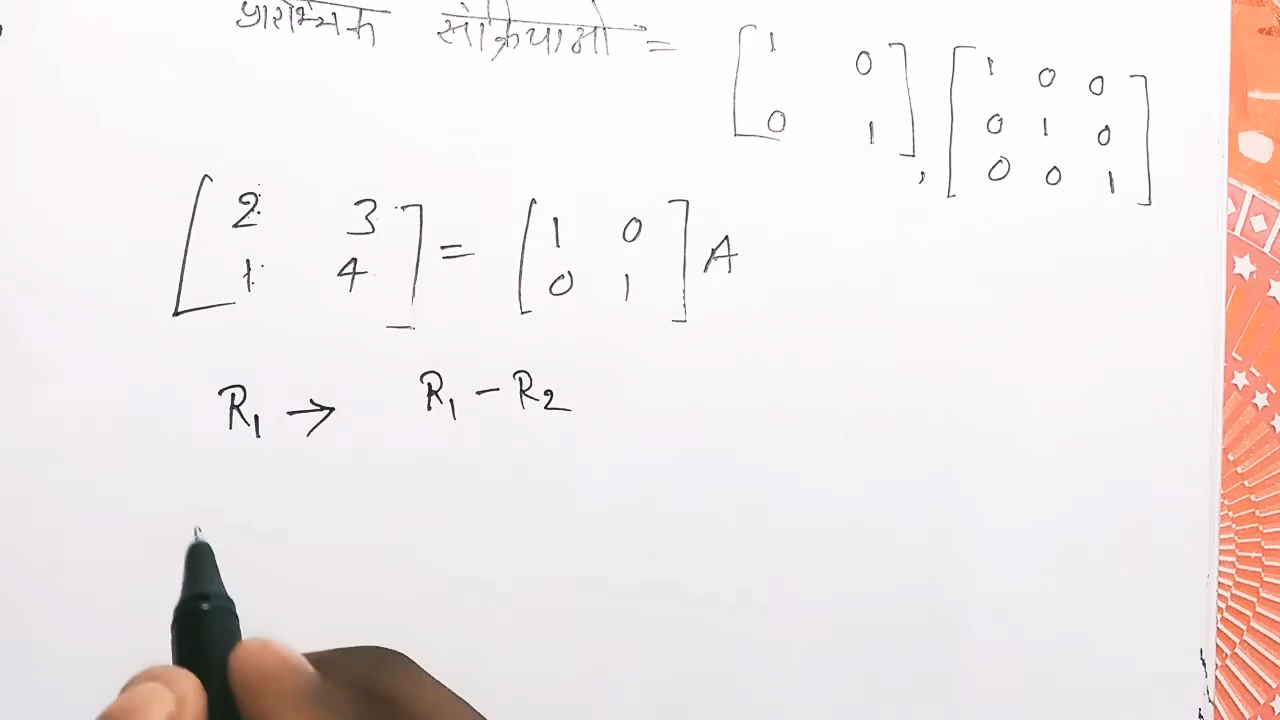 प्रारम्भिक संक्रियाओ = [1 0 0 1], [1 0 0 0 1 0 0 0 1]
[2 3 1 4] = [1 0 0 1] A
R₁ → R₁ – R₂